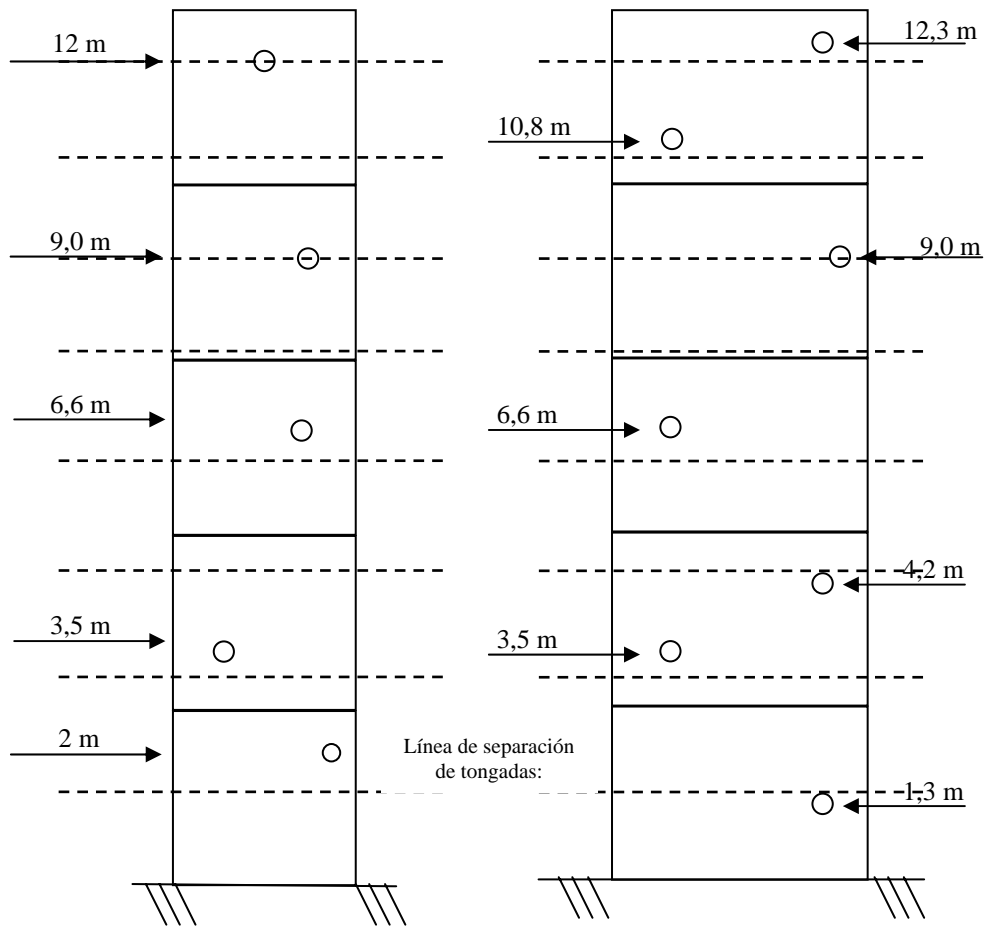 12 m
9,0 m
6,6 m
3,5 m
2 m
Línea de separación
de tongadas:
12,3 m
10,8 m
9,0 m
6,6 m
4,2 m
3,5 m
1,3 m